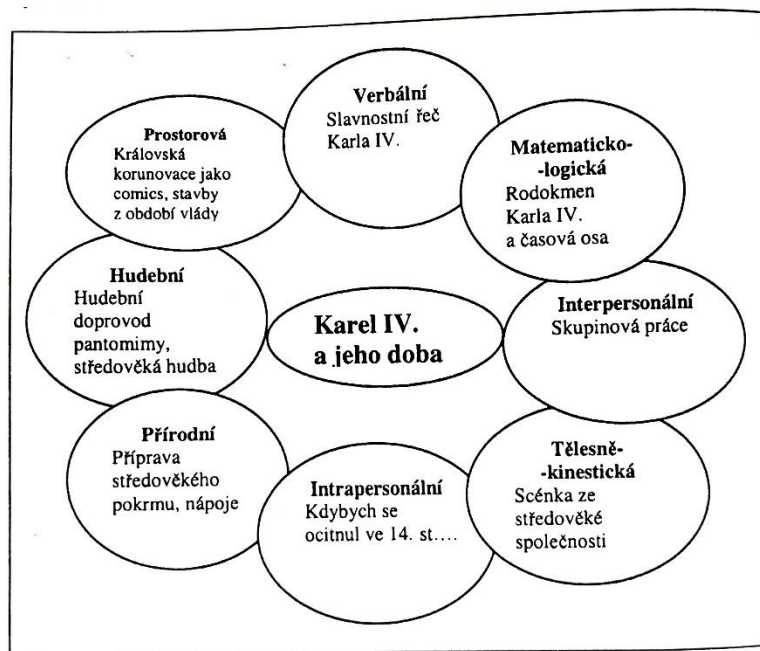 Verbální
Slavnostní řeč
Karla IV.
Prostorová
Královská
korunovace jako
comics, stavby
z období vlády
Matematicko-
-logická
Rodokmen
Karla IV.
a časová osa
Hudební
Hudební
doprovod
pantomimy,
středověká hudba
Karel IV.
a jeho doba
Interpersonální
Skupinová práce
Přírodní
Příprava
středověkého
pokrmu, nápoje
Intrapersonální
Kdybych se
ocitnul ve 14. st....
Tělesně-
-kinestická
Scénka ze
středověké
společnosti